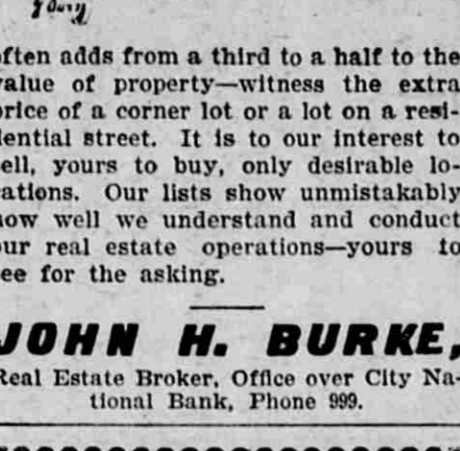 often adds from a third to a half to the
value of property—witness the extra
price of a corner lot or a lot on a resi-
dential street. It is to our interest to
sell, yours to buy, only desirable lo-
cations. Our lists show unmistakably
how well we understand and conduct
our real estate operations—yours to
see for the asking.
JOHN H. BURKE,
Real Estate Broker, Office over City Na-
tional Bank, Phone 999.